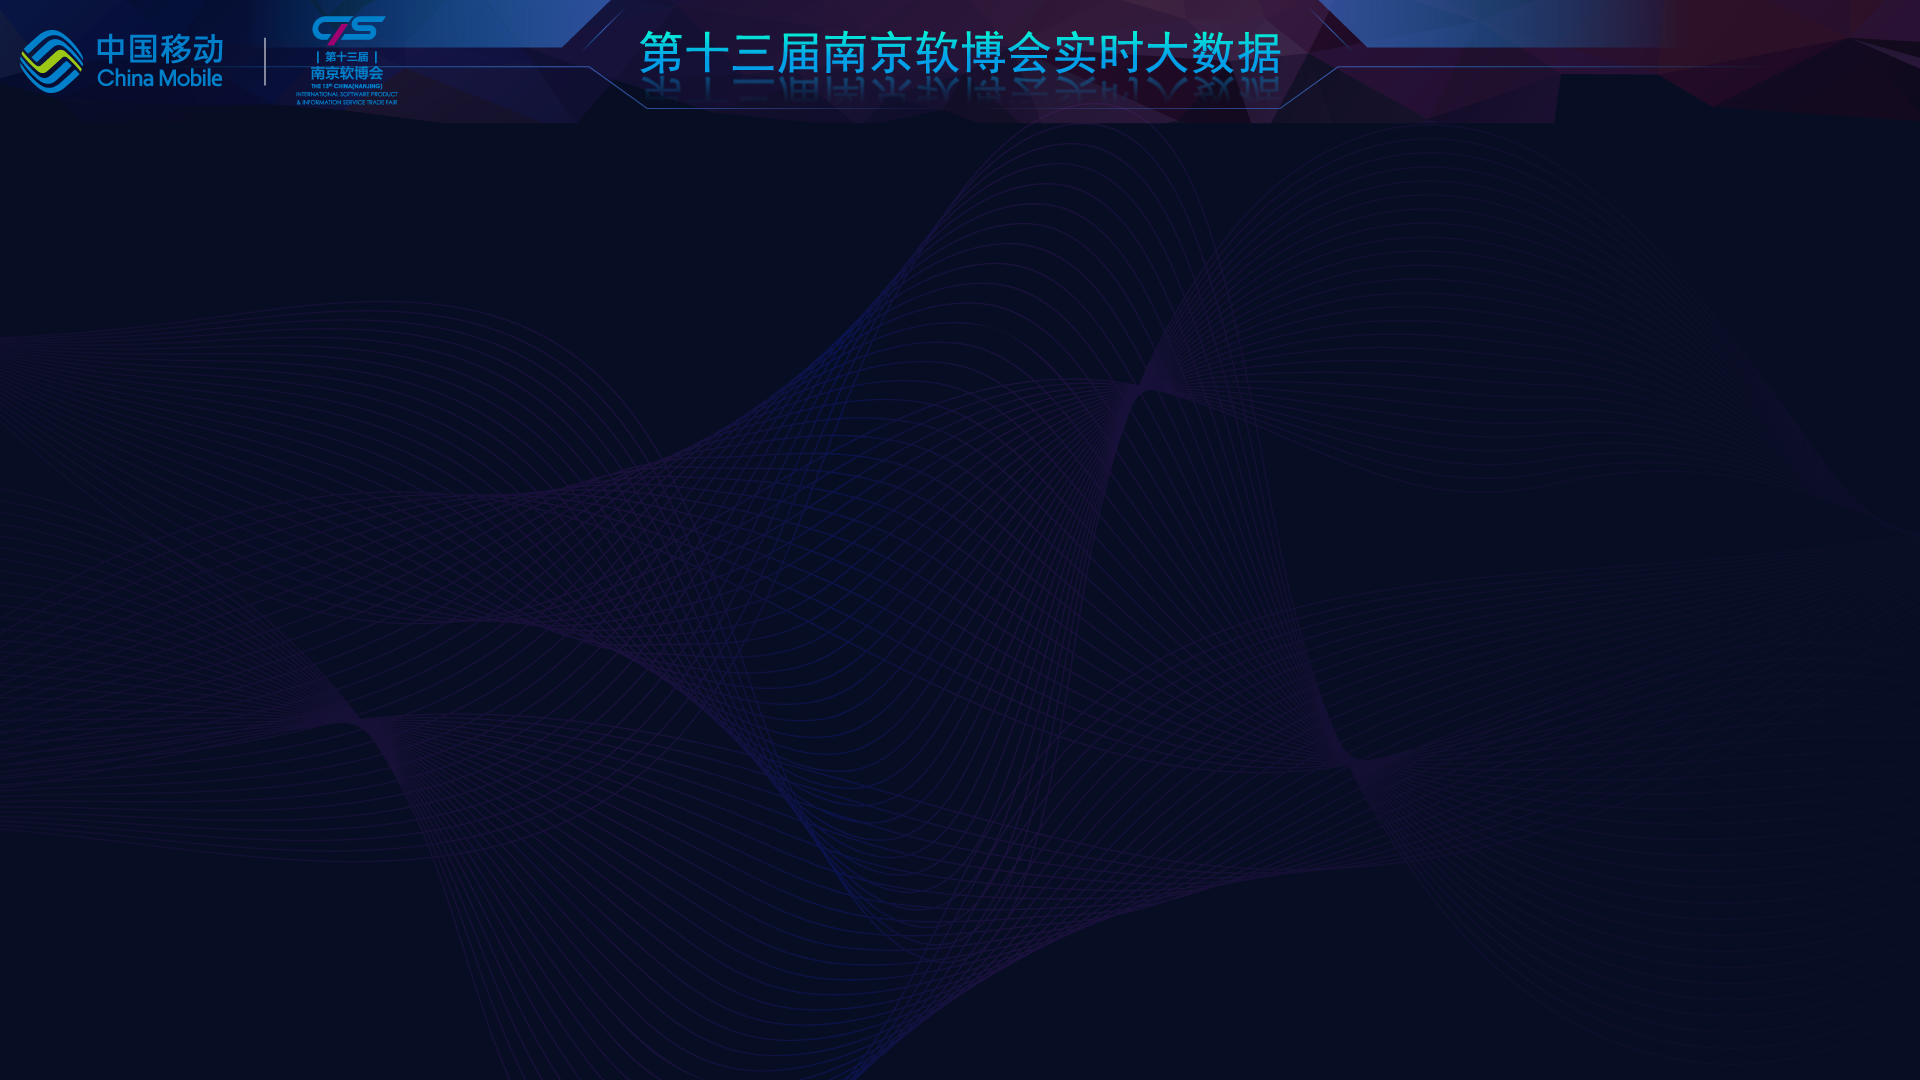 中国移动
China Mobile
CIS
第十三届
南京软博会
THE 13th CHINA(NANJING)
INTERNATIONAL SOFTWARE PRODUCT
& INFORMATION SERVICE TRADE FAIR
第十三届南京软博会实时大数据